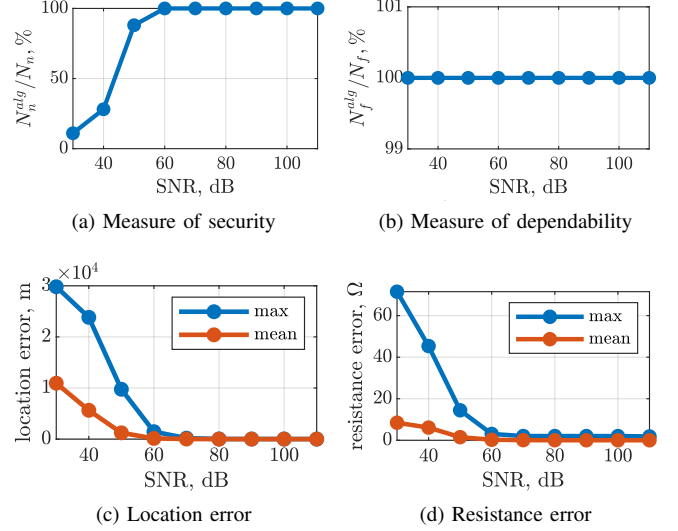 100
50
0
N_n^{alg}/N_n, %
40 60 80 100
SNR, dB
(a) Measure of security
101
100
99
N_f^{alg}/N_f, %
40 60 80 100
SNR, dB
(b) Measure of dependability
×10^4
3
2
1
0
location error, m
max
mean
40 60 80 100
SNR, dB
(c) Location error
60
40
20
0
resistance error, Ω
max
mean
40 60 80 100
SNR, dB
(d) Resistance error